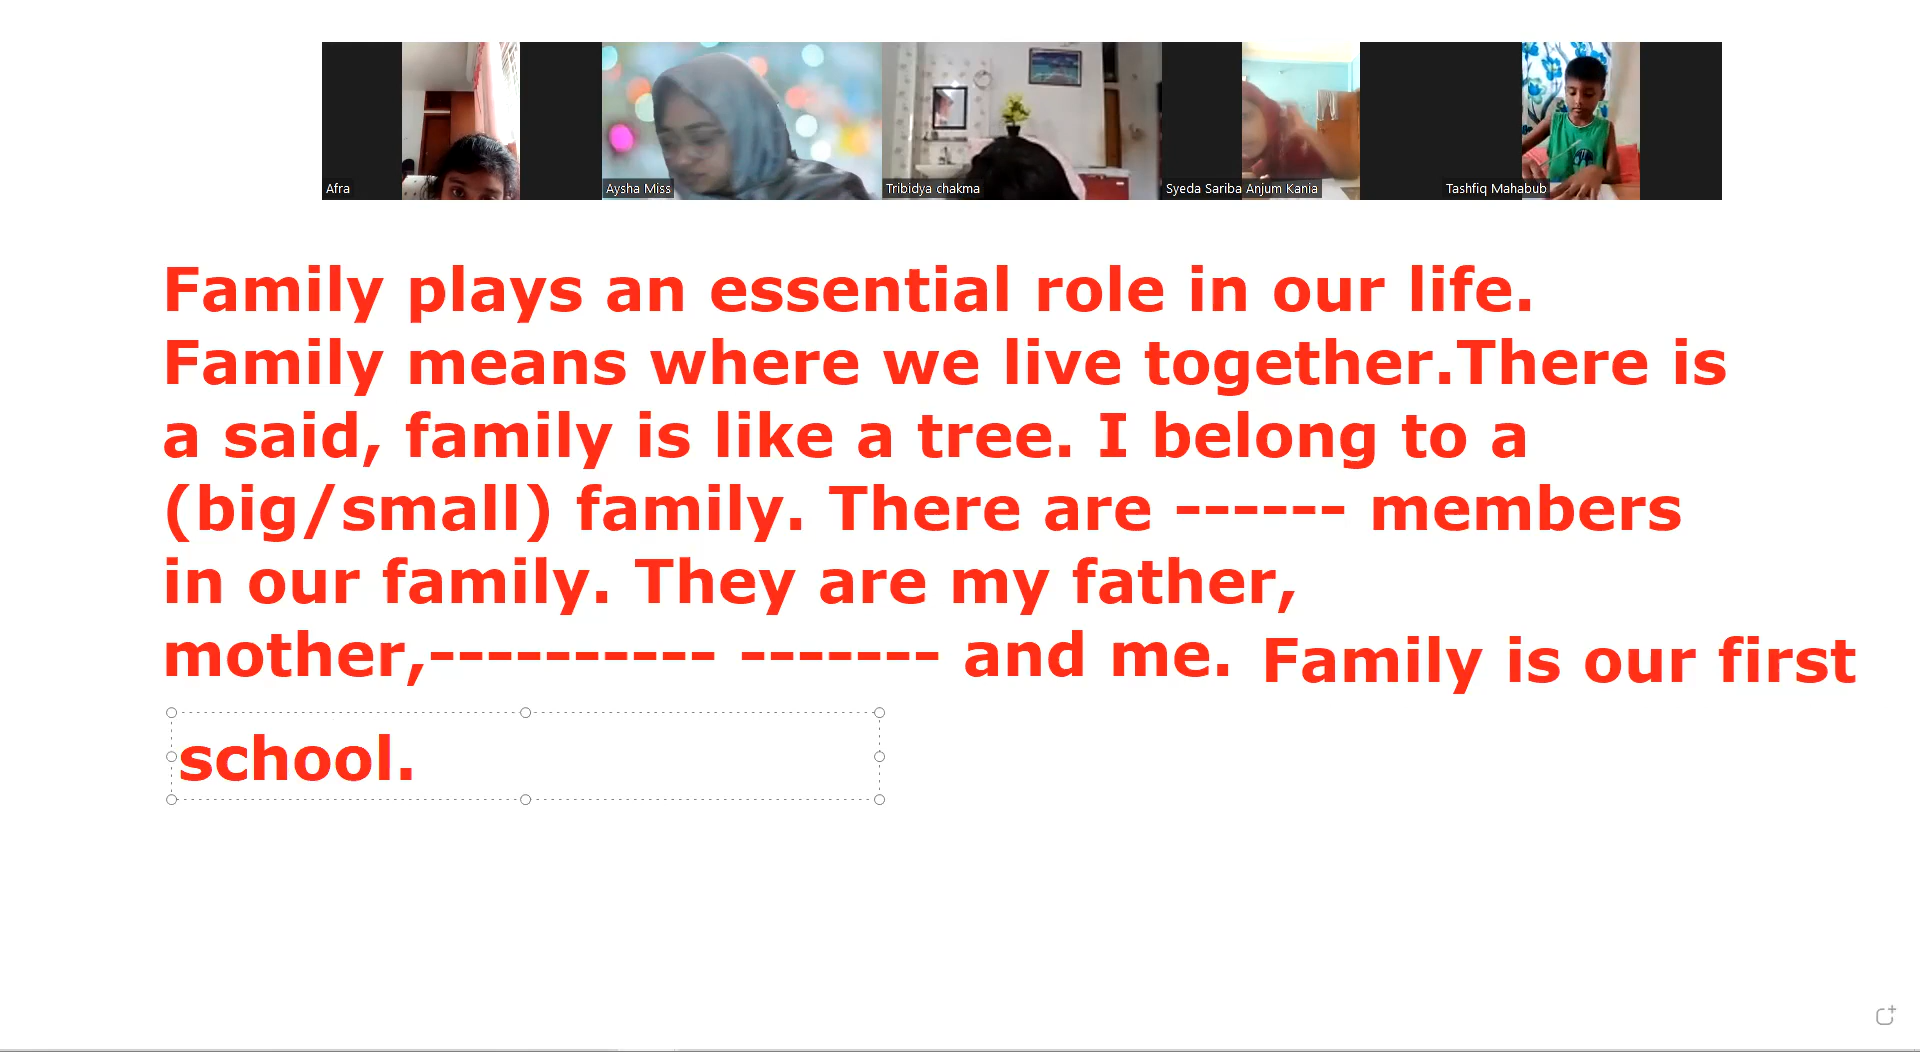 Afra
Aysha Miss
Tribidya chakma
Syeda Sariba Anjum Kania
Tashfiq Mahabub
Family plays an essential role in our life.
Family means where we live together.There is
a said, family is like a tree. I belong to a
(big/small) family. There are ------ members
in our family. They are my father,
mother,---------- ------- and me. Family is our first
school.